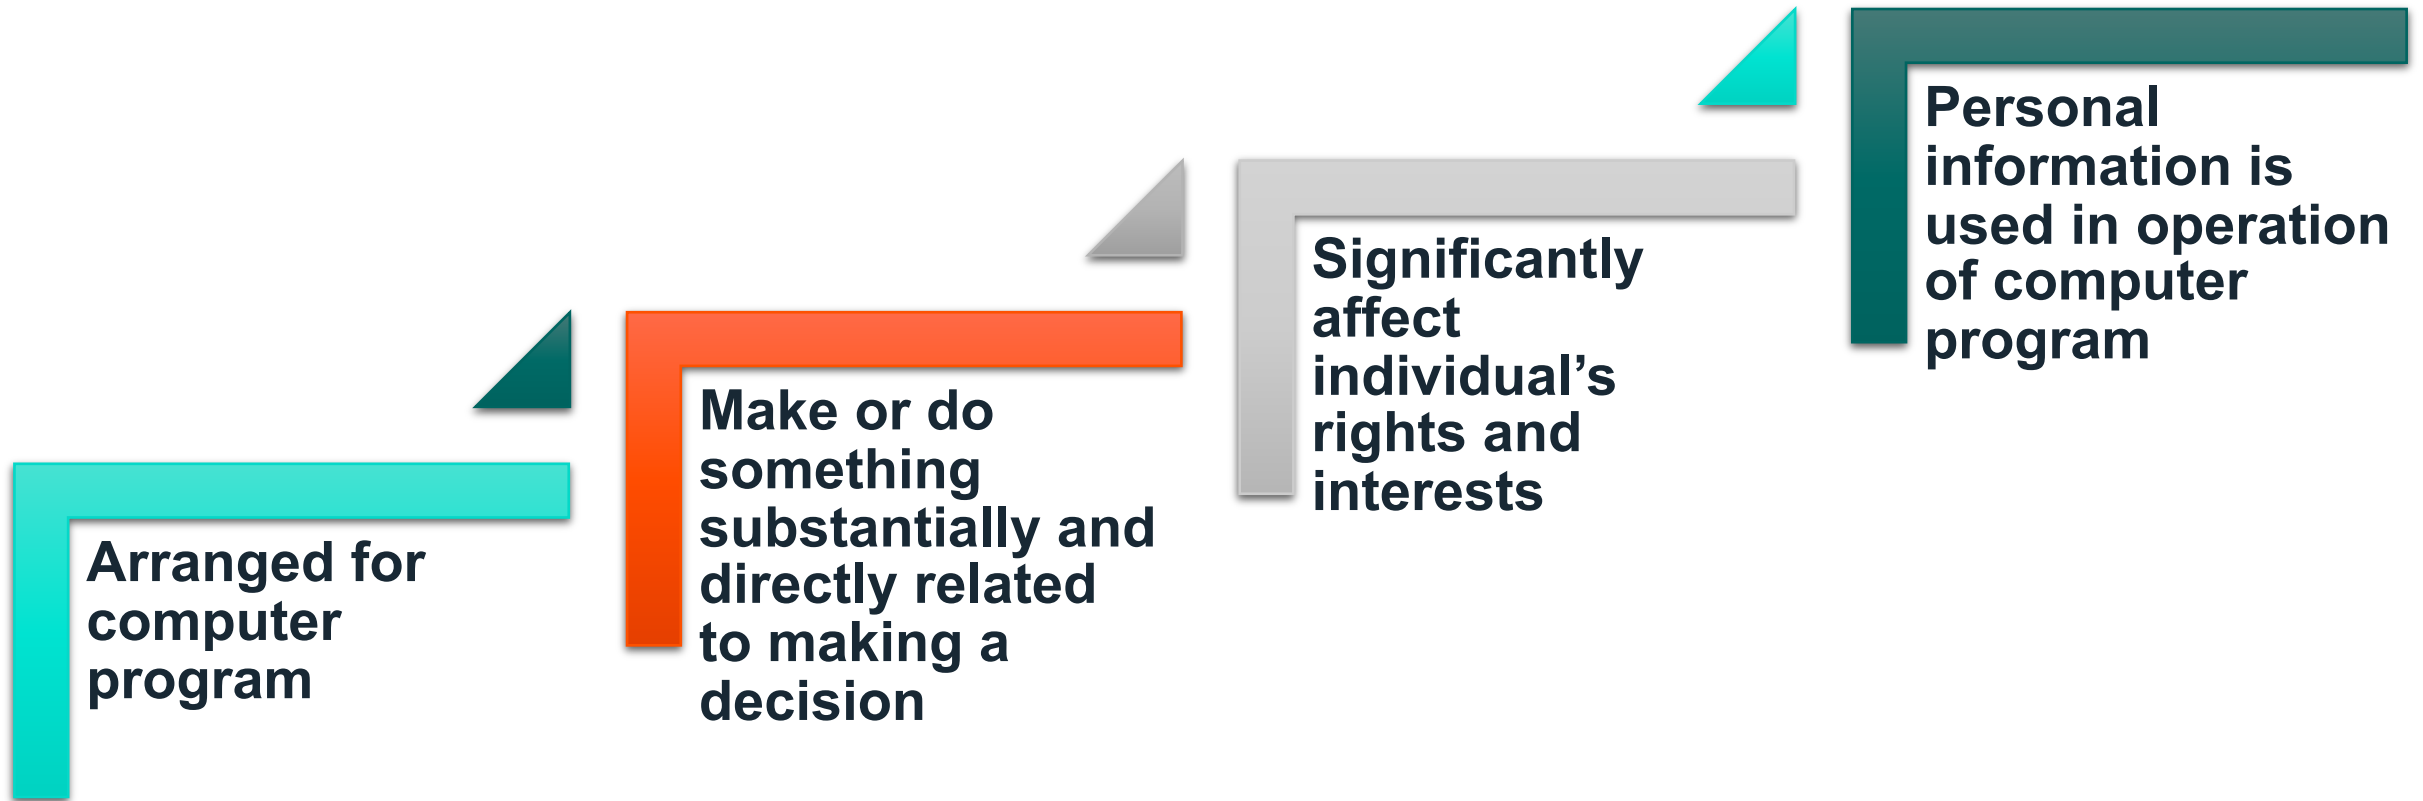 Arranged for
computer
program
Make or do
something
substantially and
directly related
to making a
decision
Significantly
affect
individual’s
rights and
interests
Personal
information is
used in operation
of computer
program